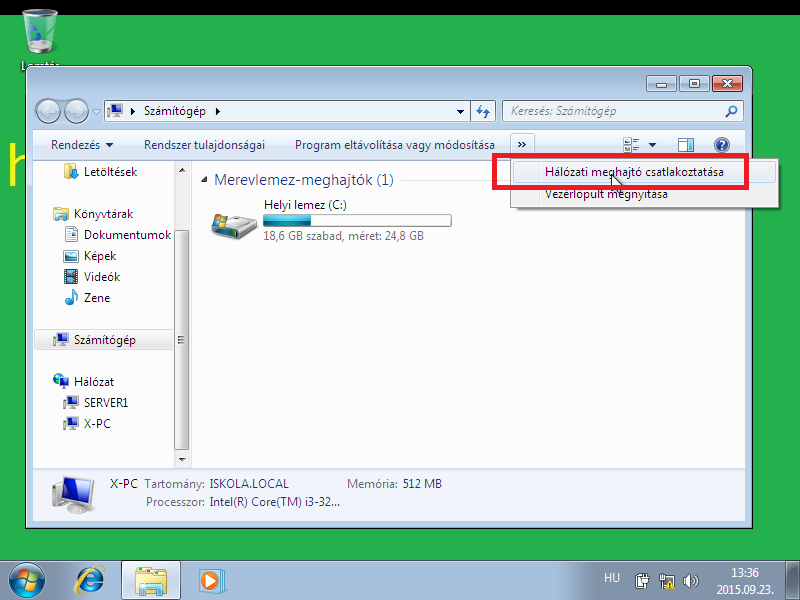 Számítógép
Keresés: Számítógép
Rendezés
Rendszer tulajdonságai
Program eltávolítása vagy módosítása
»
Hálózati meghajtó csatlakoztatása
Vezérlőpult megnyitása
Letöltések
Könyvtárak
Dokumentumok
Képek
Videók
Zene
Számítógép
Hálózat
SERVER1
X-PC
Merevlemez-meghajtók (1)
Helyi lemez (C:)
18,6 GB szabad, méret: 24,8 GB
X-PC Tartomány: ISKOLA.LOCAL Memória: 512 MB
Processzor: Intel(R) Core(TM) i3-32...
HU
13:36
2015.09.23.